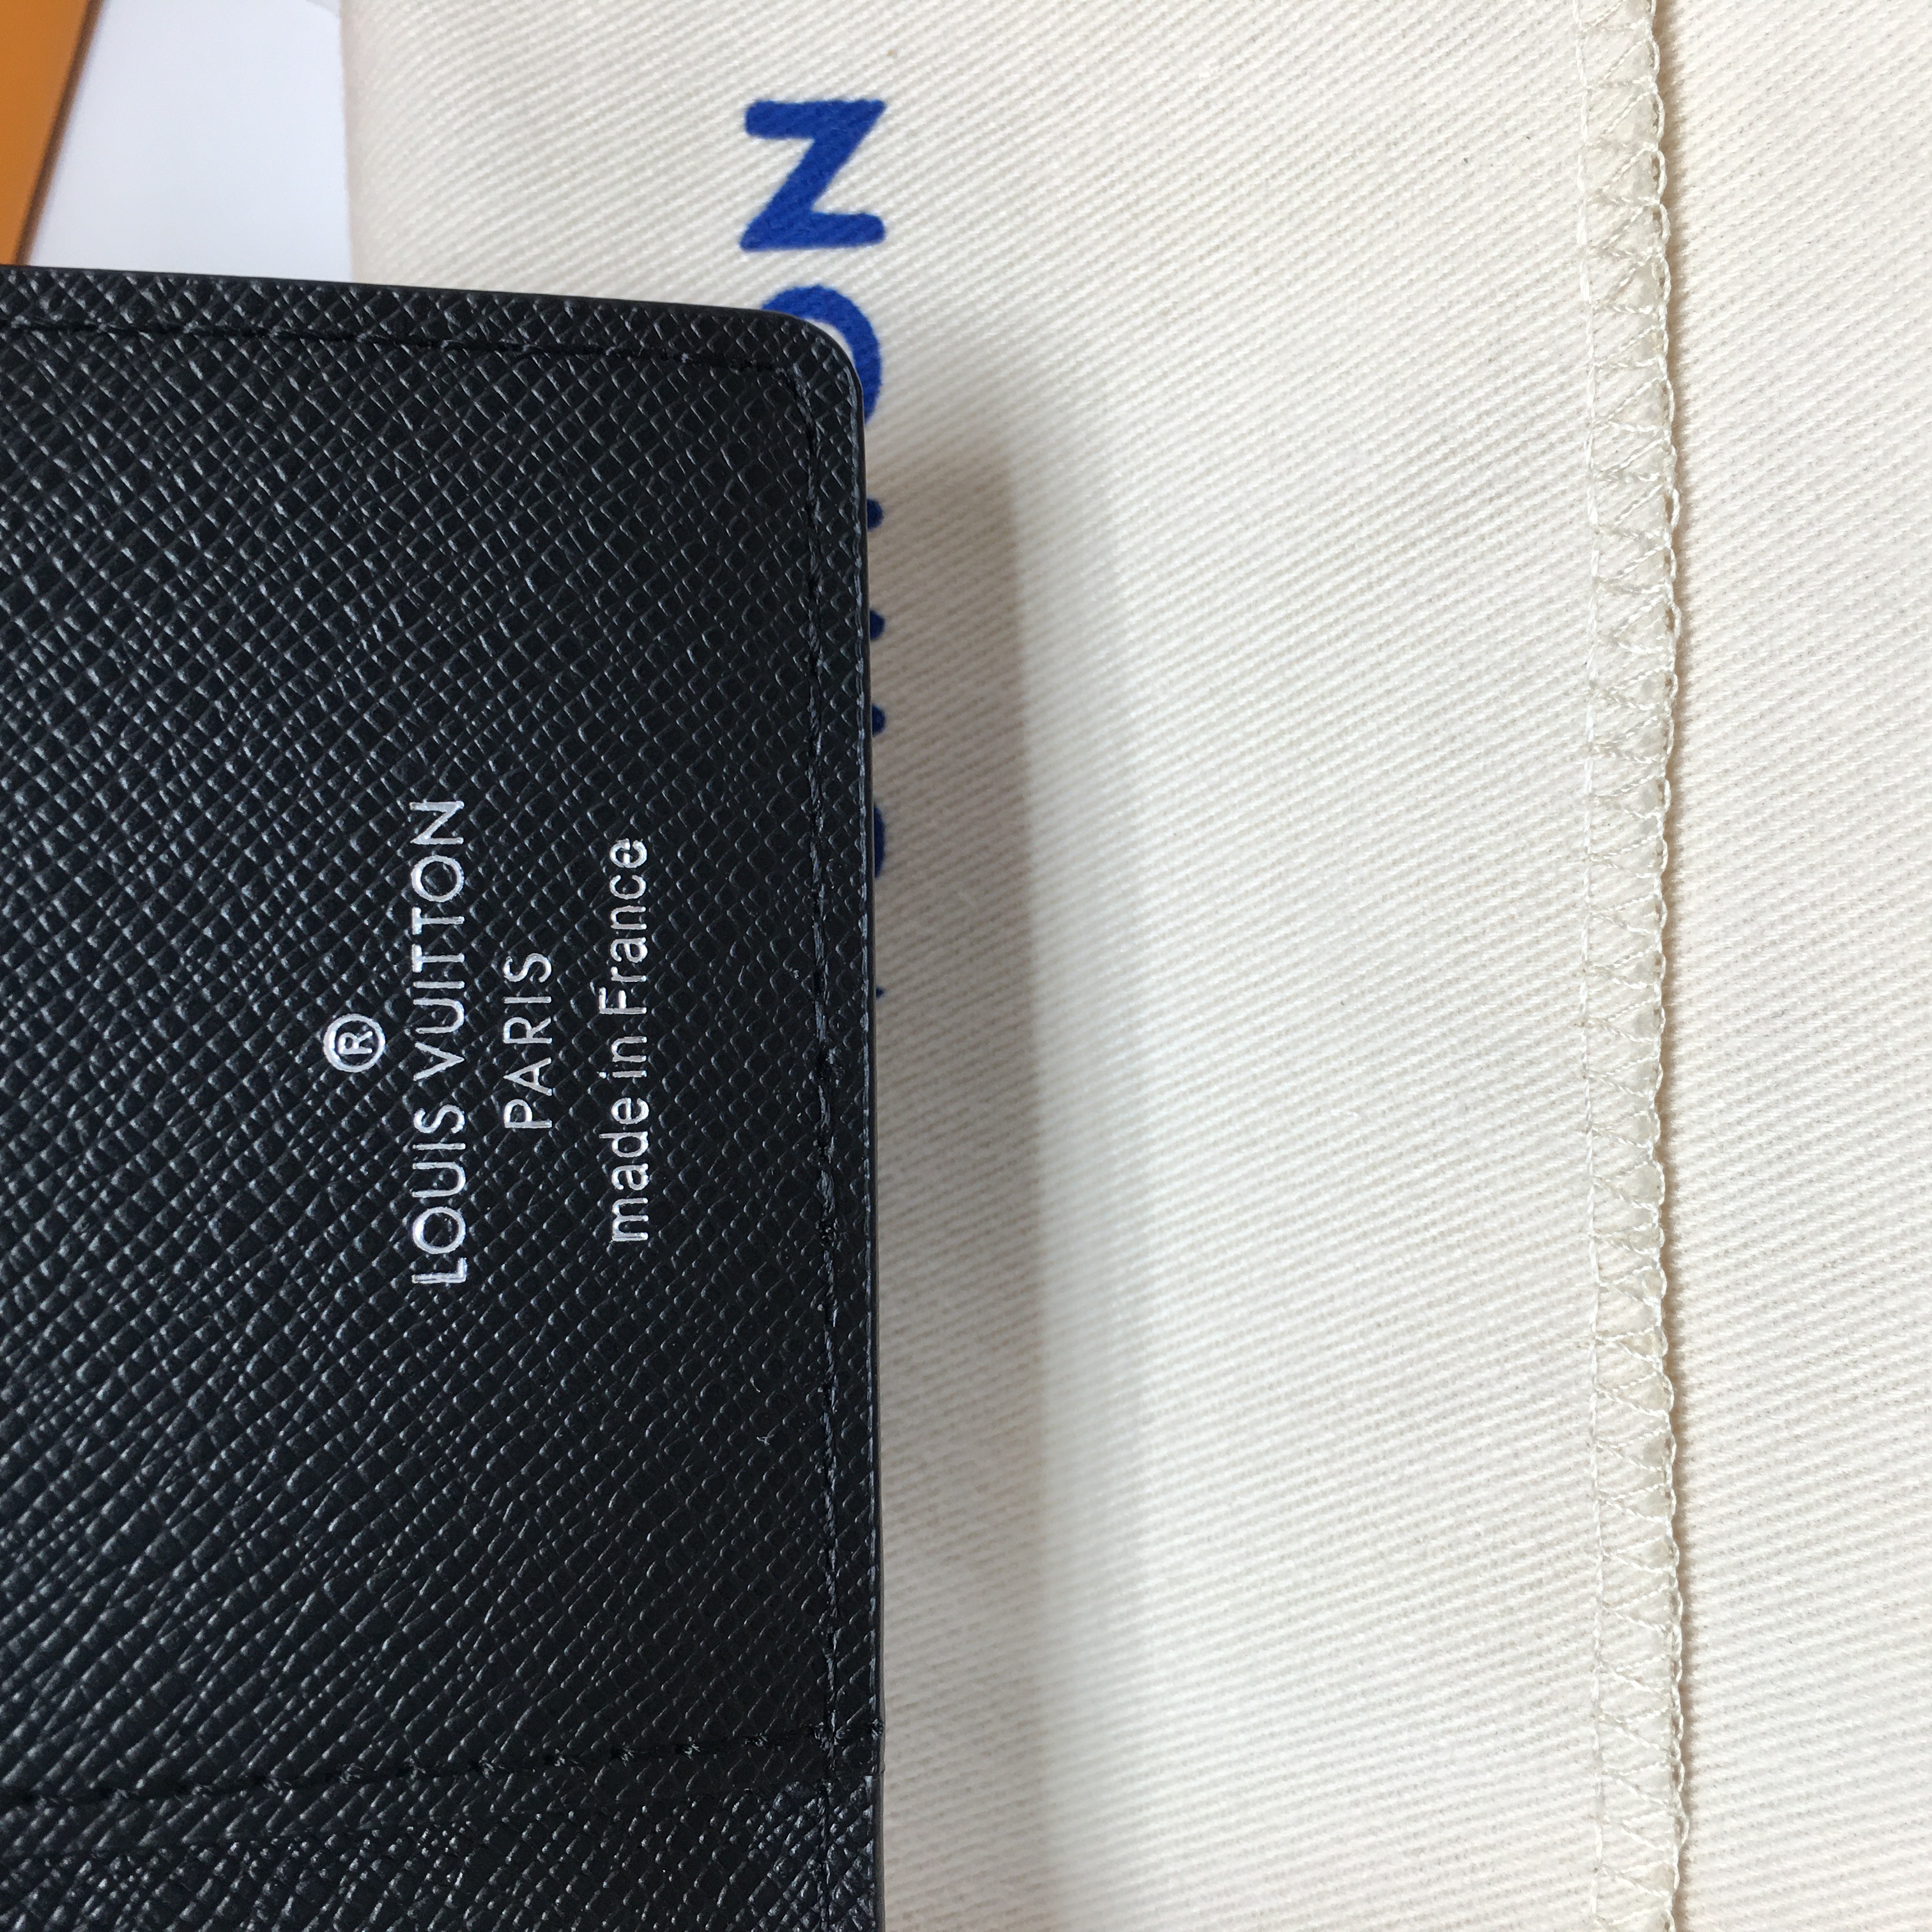 ®
LOUIS VUITTON
PARIS
made in France